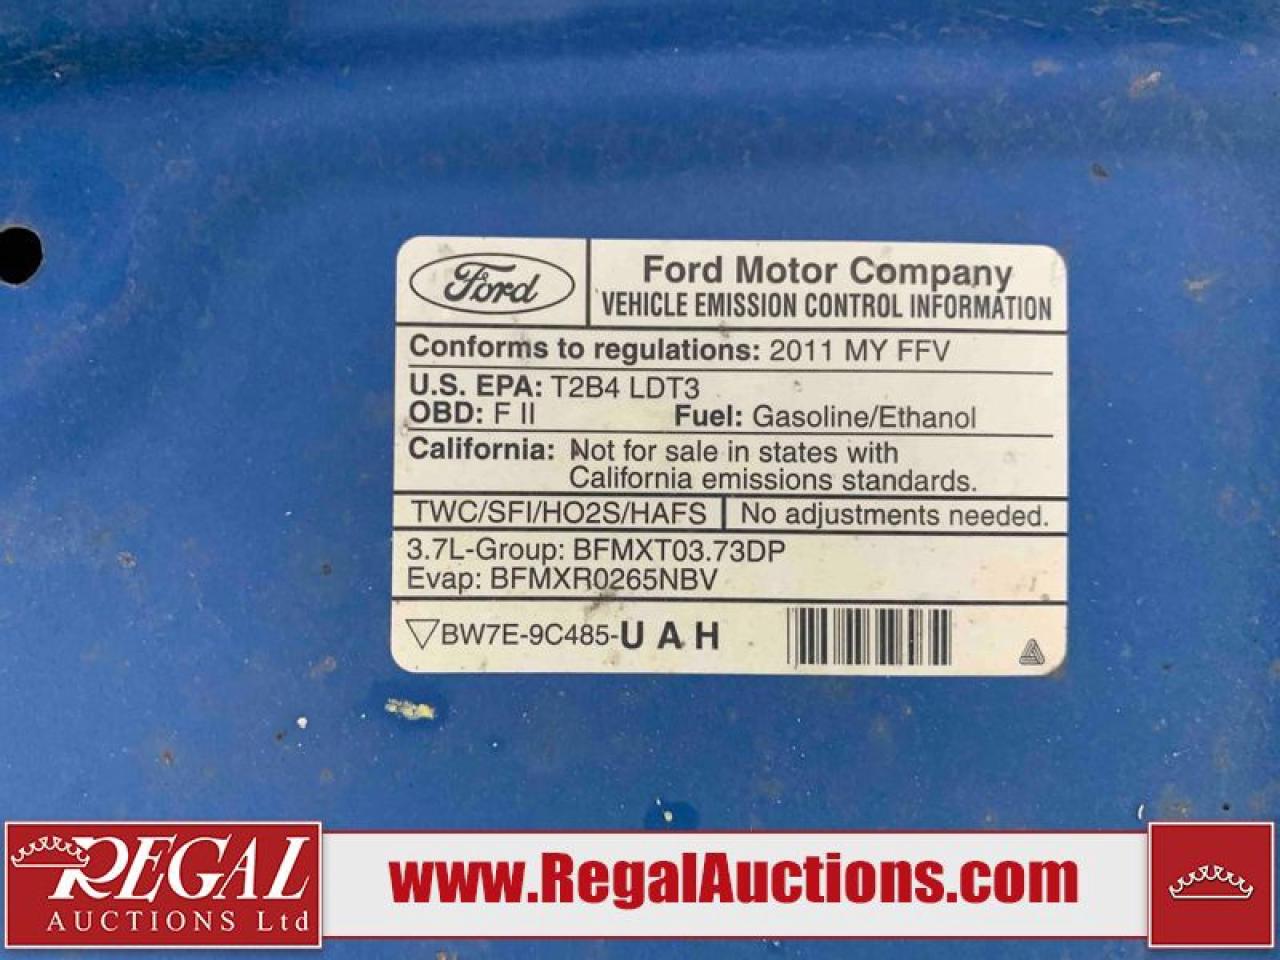 Ford
Ford Motor Company
VEHICLE EMISSION CONTROL INFORMATION
Conforms to regulations: 2011 MY FFV
U.S. EPA: T2B4 LDT3
OBD: F II Fuel: Gasoline/Ethanol
California: Not for sale in states with
California emissions standards.
TWC/SFI/HO2S/HAFS No adjustments needed.
3.7L-Group: BFMXT03.73DP
Evap: BFMXR0265NBV
▽BW7E-9C485-U A H
REGAL
AUCTIONS Ltd
www.RegalAuctions.com